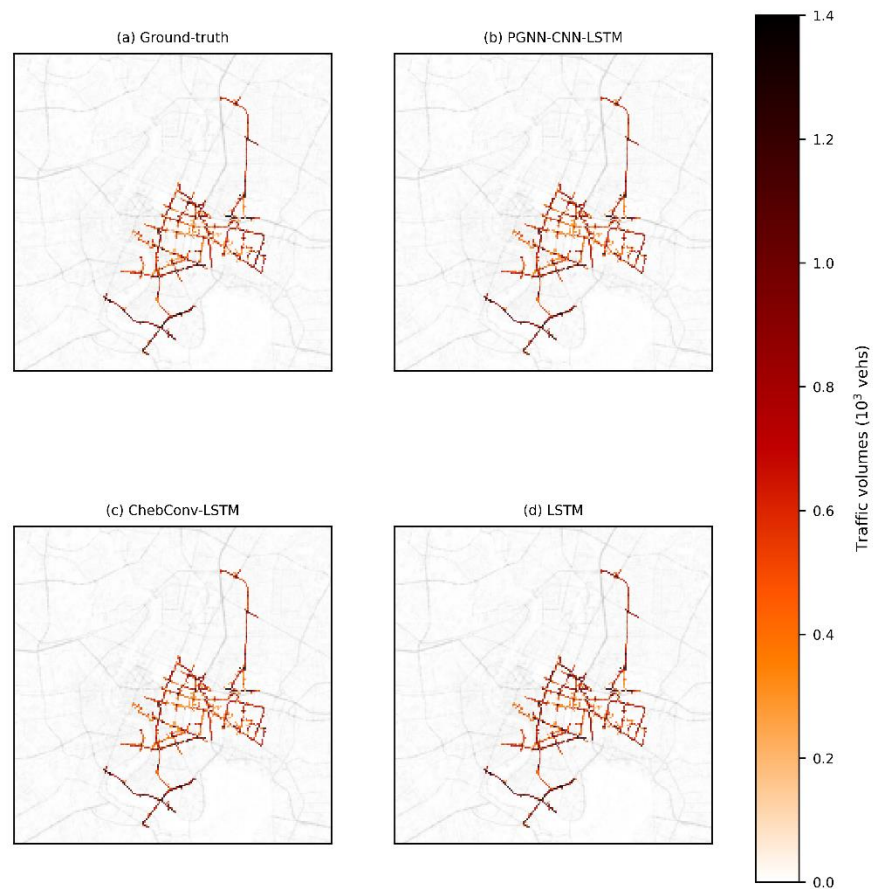 (a) Ground-truth
(b) PGNN-CNN-LSTM
(c) ChebConv-LSTM
(d) LSTM
1.4
1.2
1.0
0.8
0.6
0.4
0.2
0.0
Traffic volumes (10³ vehs)